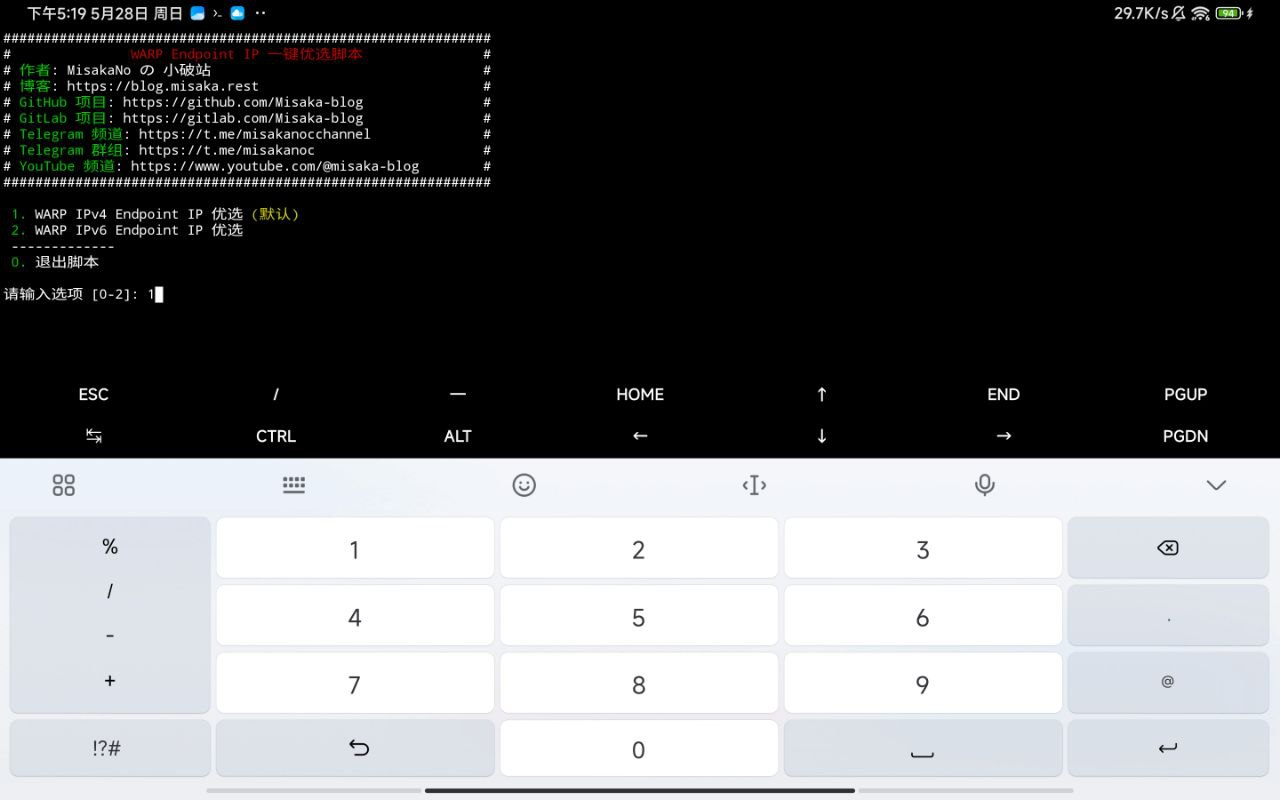 下午5:19 5月28日 周日
29.7K/s
94
############################################################
# WARP Endpoint IP 一键优选脚本 #
# 作者: MisakaNo の 小破站 #
# 博客: https://blog.misaka.rest #
# GitHub 项目: https://github.com/Misaka-blog #
# GitLab 项目: https://gitlab.com/Misaka-blog #
# Telegram 频道: https://t.me/misakanocchannel #
# Telegram 群组: https://t.me/misakanoc #
# YouTube 频道: https://www.youtube.com/@misaka-blog #
############################################################
1. WARP IPv4 Endpoint IP 优选 (默认)
2. WARP IPv6 Endpoint IP 优选
-------------
0. 退出脚本
请输入选项 [0-2]: 1
ESC / — HOME ↑ END PGUP
↹ CTRL ALT ← ↓ → PGDN
% 1 2 3
/ 4 5 6 .
-
+ 7 8 9 @
!?# 0